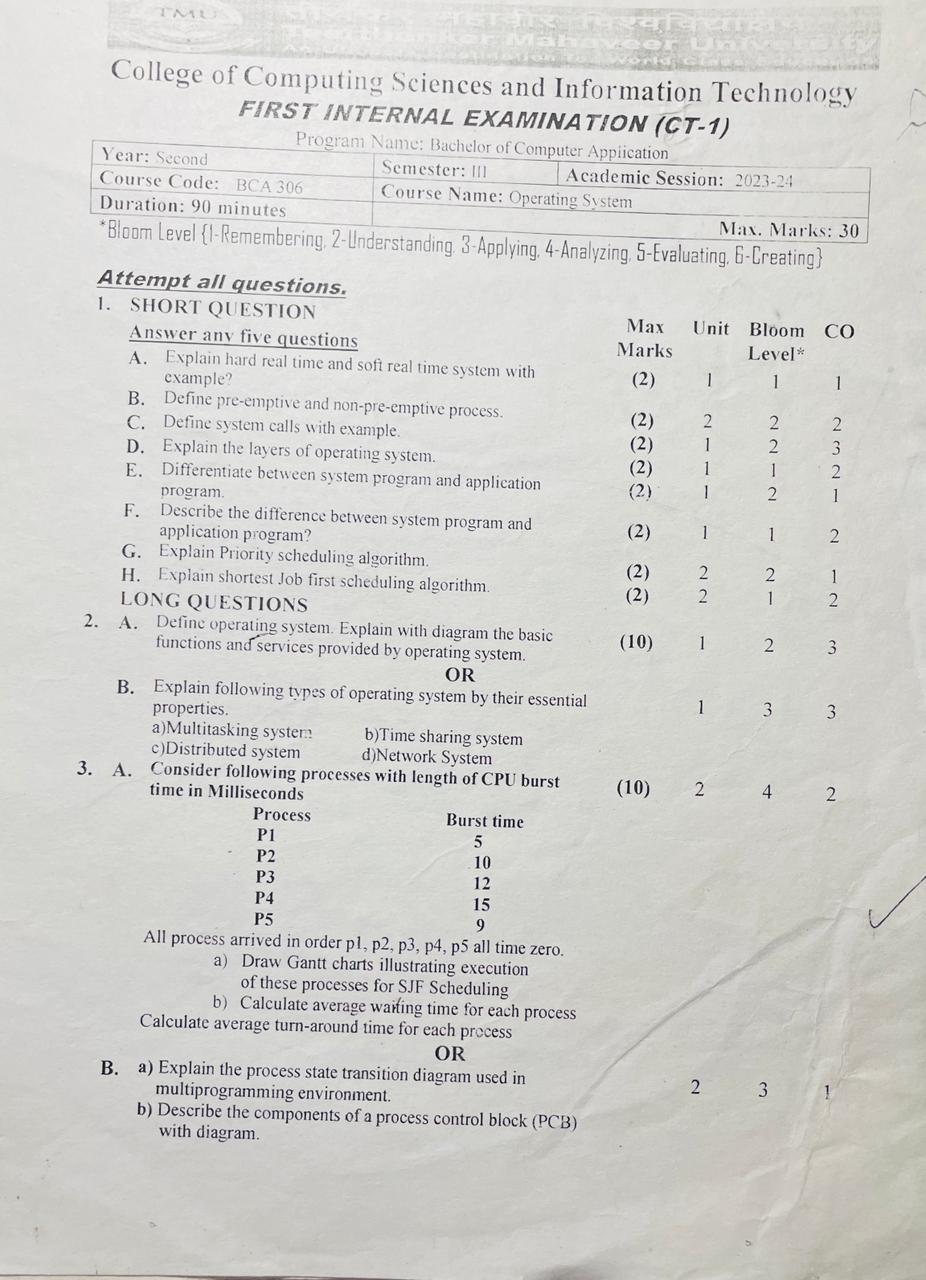 TMU
Teerthanker Mahaveer University
College of Computing Sciences and Information Technology
FIRST INTERNAL EXAMINATION (CT-1)
Program Name: Bachelor of Computer Application
Year: Second Semester: III Academic Session: 2023-24
Course Code: BCA 306 Course Name: Operating System
Duration: 90 minutes Max. Marks: 30
*Bloom Level {1-Remembering, 2-Understanding, 3-Applying, 4-Analyzing, 5-Evaluating, 6-Creating}
Attempt all questions.
1. SHORT QUESTION Max Unit Bloom CO
Answer any five questions Marks Level*
A. Explain hard real time and soft real time system with (2) 1 1 1
example?
B. Define pre-emptive and non-pre-emptive process. (2) 2 2 2
C. Define system calls with example. (2) 1 2 3
D. Explain the layers of operating system. (2) 1 1 2
E. Differentiate between system program and application (2) 1 2 1
program.
F. Describe the difference between system program and (2) 1 1 2
application program?
G. Explain Priority scheduling algorithm. (2) 2 2 1
H. Explain shortest Job first scheduling algorithm. (2) 2 1 2
LONG QUESTIONS
2. A. Define operating system. Explain with diagram the basic (10) 1 2 3
functions and services provided by operating system.
OR
B. Explain following types of operating system by their essential 1 3 3
properties.
a)Multitasking system b)Time sharing system
c)Distributed system d)Network System
3. A. Consider following processes with length of CPU burst (10) 2 4 2
time in Milliseconds
Process Burst time
P1 5
P2 10
P3 12
P4 15
P5 9
All process arrived in order p1, p2, p3, p4, p5 all time zero.
a) Draw Gantt charts illustrating execution
of these processes for SJF Scheduling
b) Calculate average waiting time for each process
Calculate average turn-around time for each process
OR
B. a) Explain the process state transition diagram used in 2 3 1
multiprogramming environment.
b) Describe the components of a process control block (PCB)
with diagram.